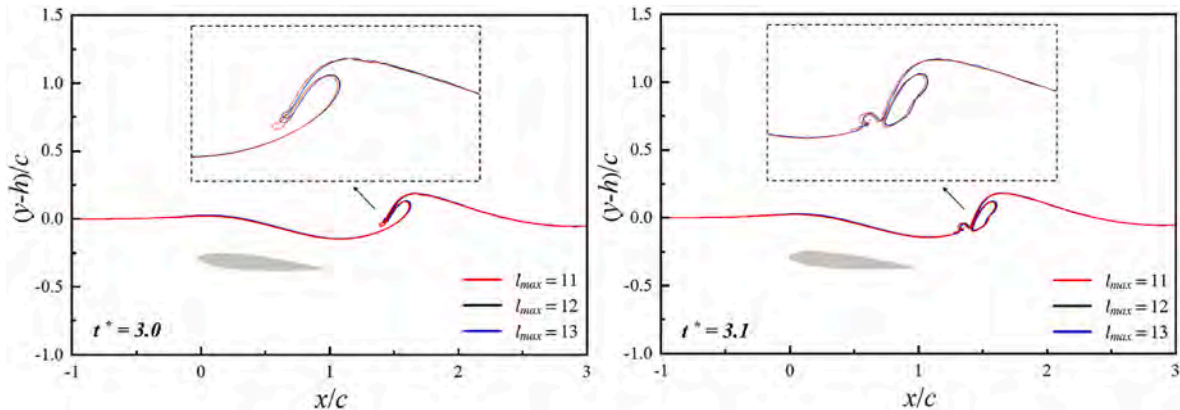 1.5
1.0
0.5
0.0
-0.5
-1.0
(y-h)/c
l_max = 11
l_max = 12
l_max = 13
t* = 3.0
-1 0 1 2 3
x/c
1.5
1.0
0.5
0.0
-0.5
-1.0
(y-h)/c
l_max = 11
l_max = 12
l_max = 13
t* = 3.1
-1 0 1 2 3
x/c